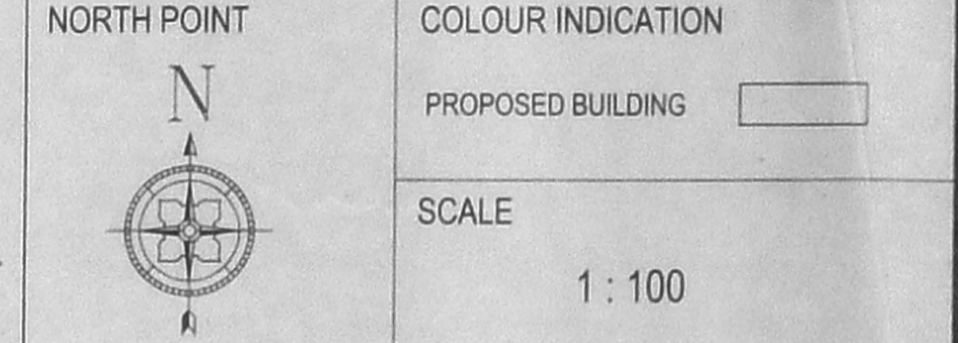 NORTH POINT
N
COLOUR INDICATION
PROPOSED BUILDING
SCALE
1 : 100